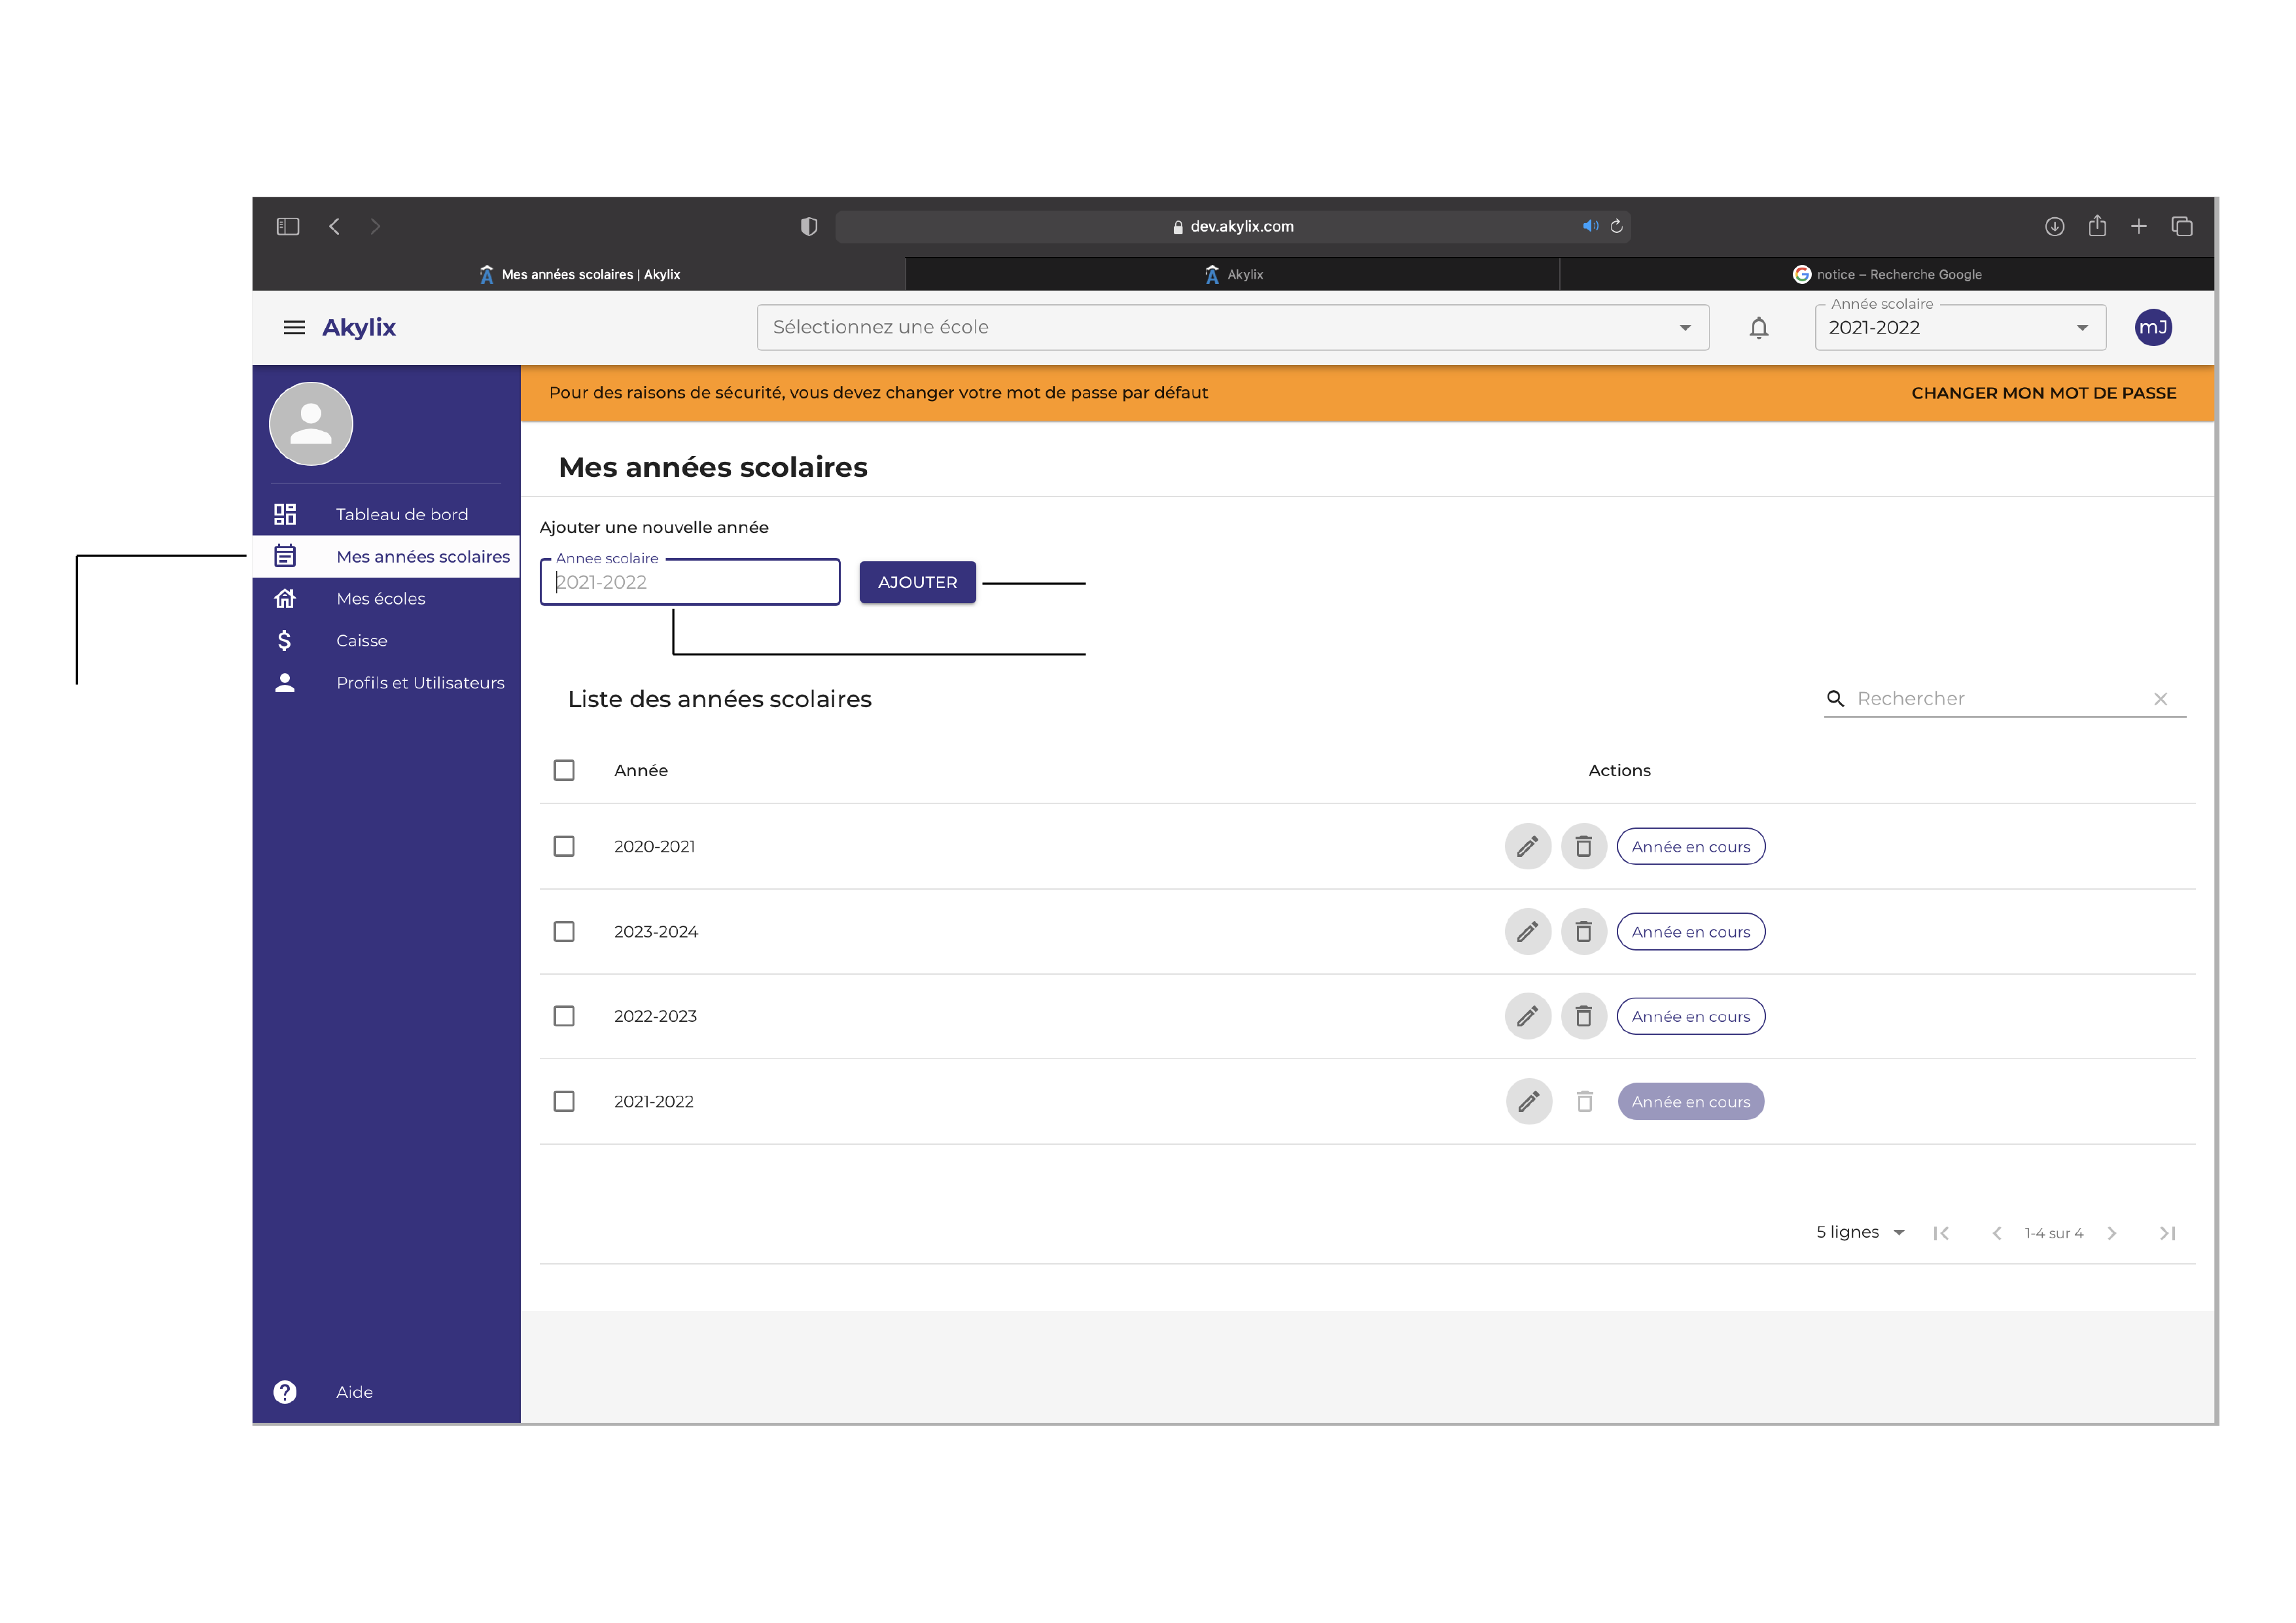 dev.akylix.com
Mes années scolaires | Akylix
Akylix
notice – Recherche Google
Akylix
Sélectionnez une école
Année scolaire
2021-2022
mJ
Pour des raisons de sécurité, vous devez changer votre mot de passe par défaut
CHANGER MON MOT DE PASSE
Tableau de bord
Mes années scolaires
Mes écoles
Caisse
Profils et Utilisateurs
Aide
Mes années scolaires
Ajouter une nouvelle année
Annee scolaire
2021-2022
AJOUTER
Liste des années scolaires
Rechercher
Année
Actions
2020-2021
Année en cours
2023-2024
Année en cours
2022-2023
Année en cours
2021-2022
Année en cours
5 lignes
1-4 sur 4